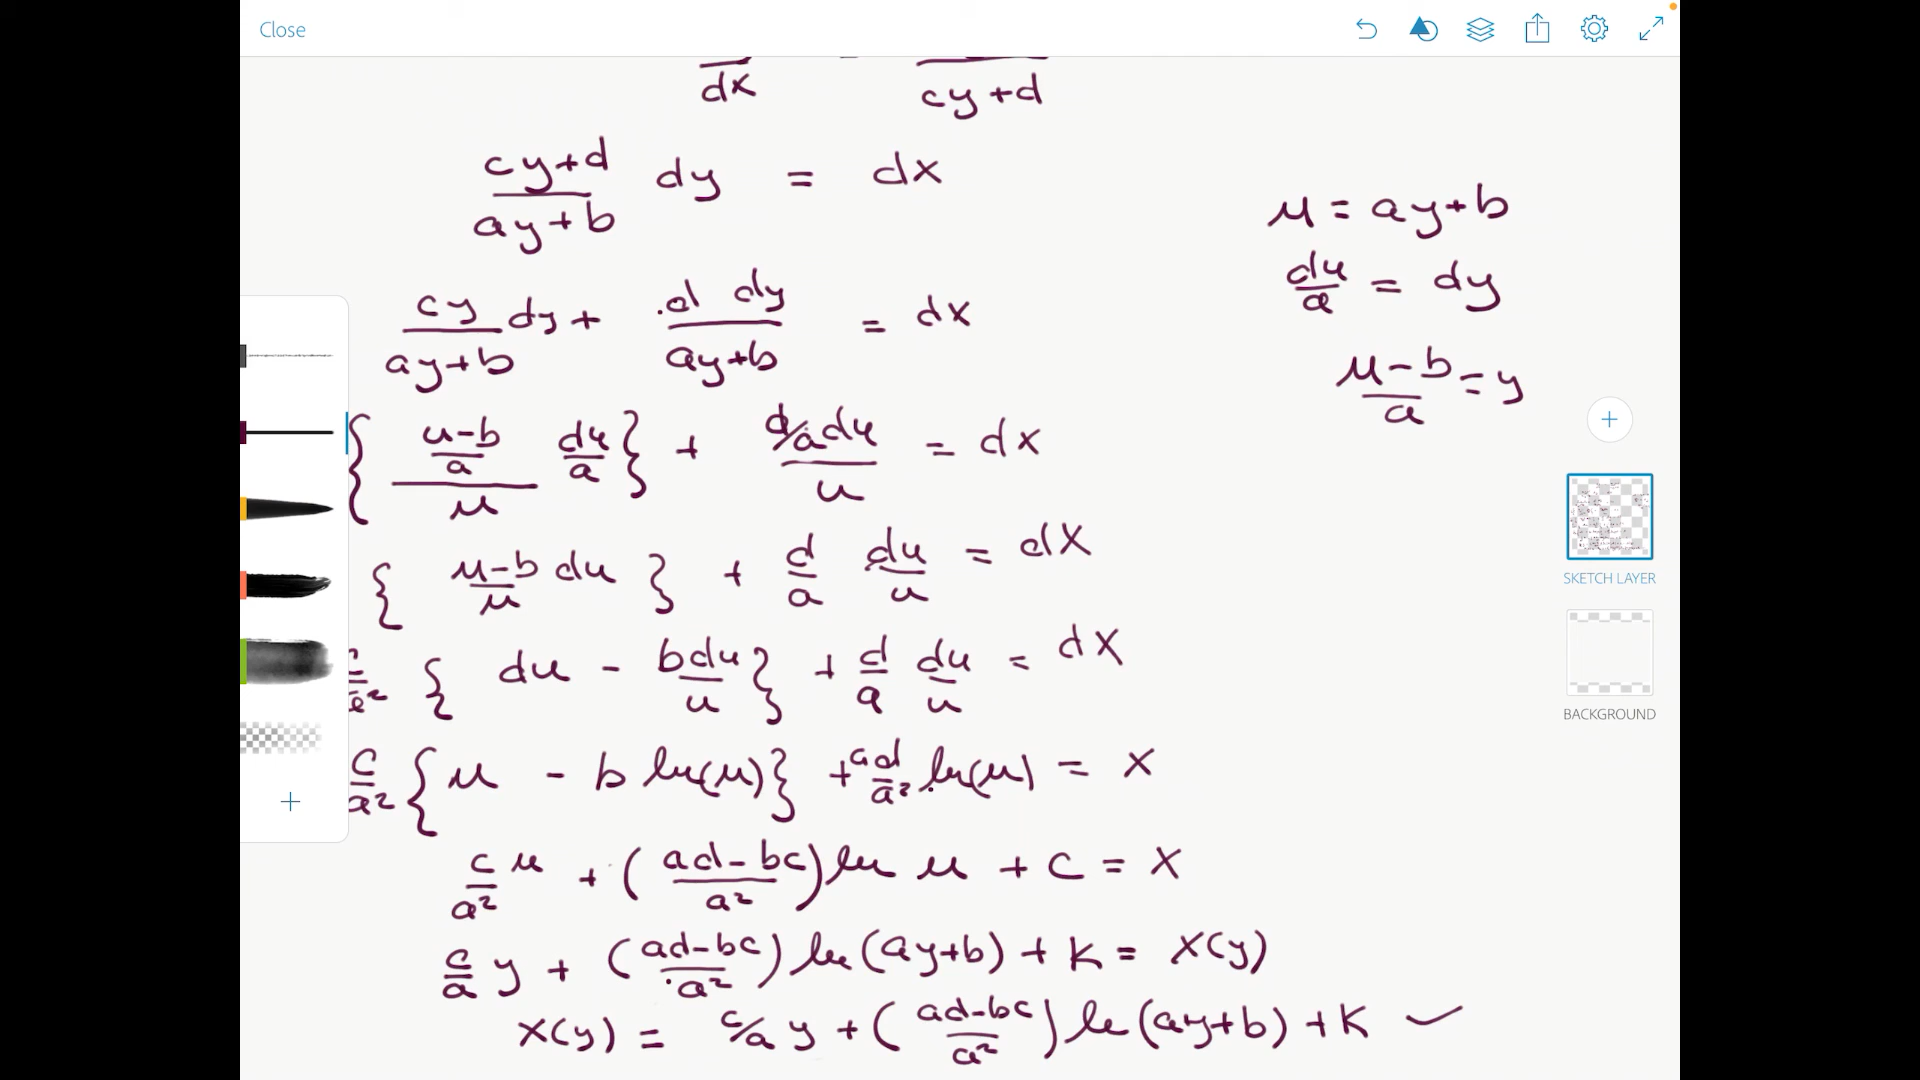 Close
dx = cy+d
cy+d/ay+b dy = dx
cy/ay+b dy + d dy/ay+b = dx
{ (u-b/a)/u du/a } + d/a du/u = dx
{ u-b/u du } + d/a du/u = dx
c/a² { du - bdu/u } + d/a du/u = dx
c/a² { u - b ln(u) } + ad/a² ln(u) = x
c/a² u + (ad-bc/a²) ln u + c = x
c/a y + (ad-bc/a²) ln(ay+b) + k = x(y)
x(y) = c/a y + (ad-bc/a²) ln(ay+b) + k ✓
u = ay+b
du/a = dy
u-b/a = y
SKETCH LAYER
BACKGROUND